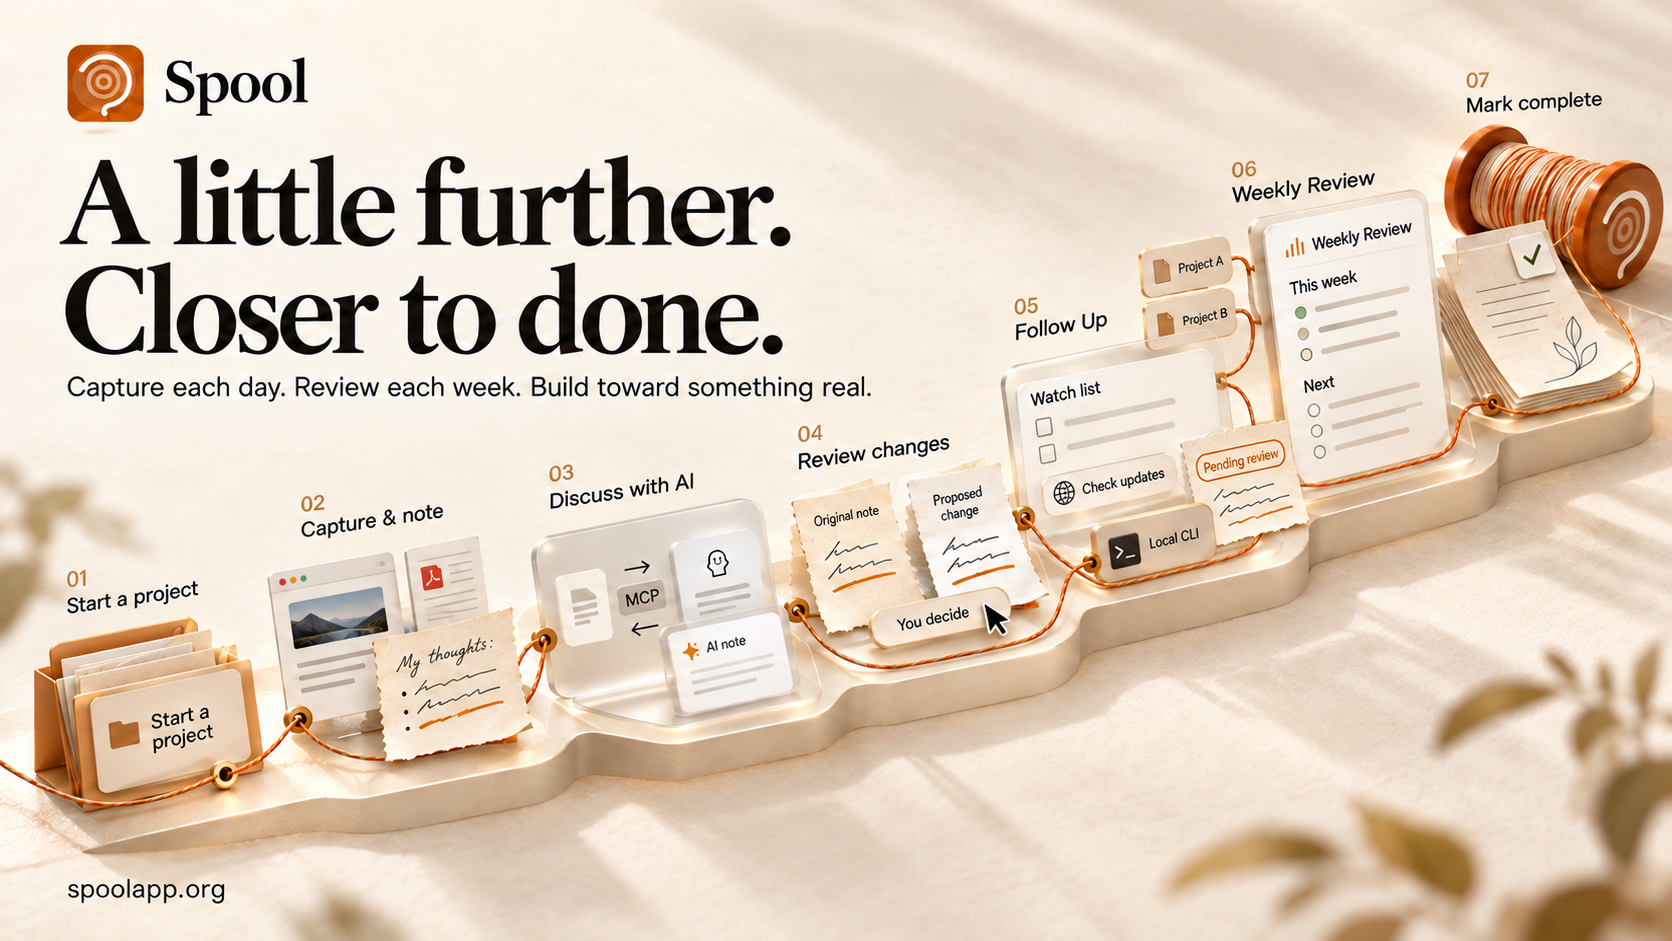 Spool
A little further.
Closer to done.
Capture each day. Review each week. Build toward something real.
01
Start a project
Start a
project
02
Capture & note
My thoughts:
03
Discuss with AI
MCP
AI note
04
Review changes
Original note
Proposed
change
You decide
05
Follow Up
Watch list
Check updates
Pending review
Local CLI
Project A
Project B
06
Weekly Review
Weekly Review
This week
Next
07
Mark complete
spoolapp.org